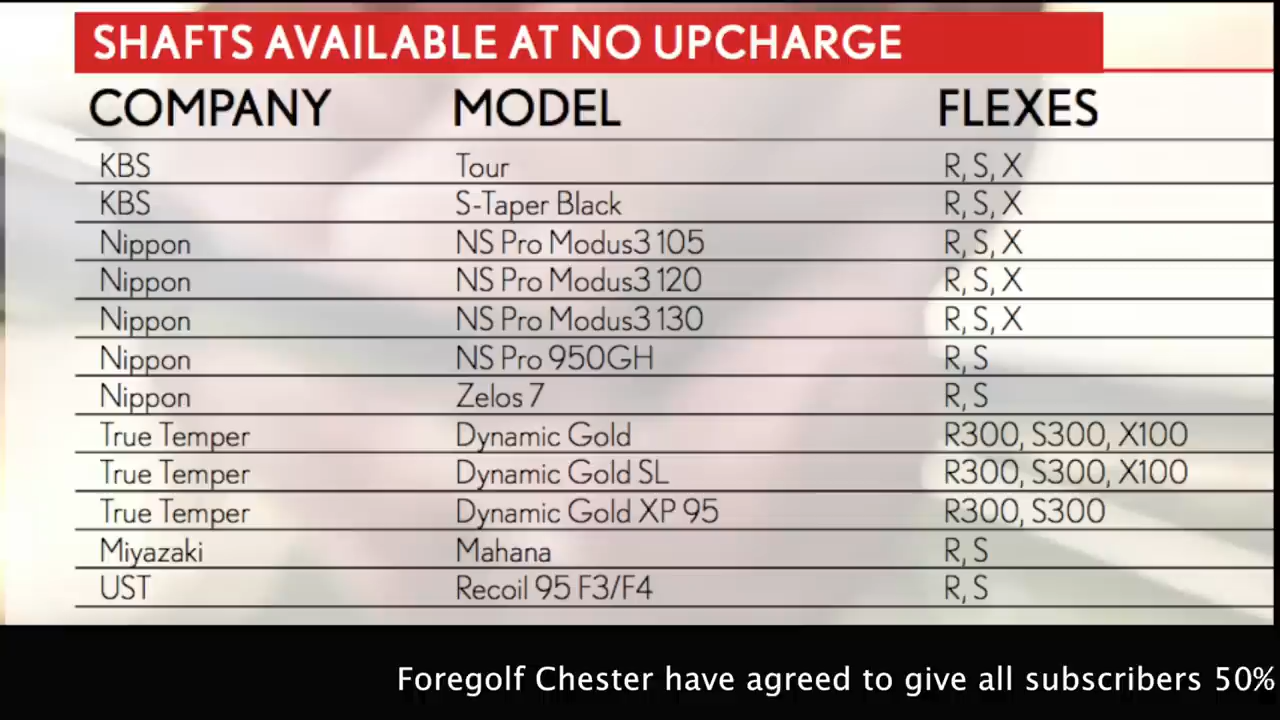 SHAFTS AVAILABLE AT NO UPCHARGE
COMPANY MODEL FLEXES
KBS Tour R, S, X
KBS S-Taper Black R, S, X
Nippon NS Pro Modus3 105 R, S, X
Nippon NS Pro Modus3 120 R, S, X
Nippon NS Pro Modus3 130 R, S, X
Nippon NS Pro 950GH R, S
Nippon Zelos 7 R, S
True Temper Dynamic Gold R300, S300, X100
True Temper Dynamic Gold SL R300, S300, X100
True Temper Dynamic Gold XP 95 R300, S300
Miyazaki Mahana R, S
UST Recoil 95 F3/F4 R, S
Foregolf Chester have agreed to give all subscribers 50%